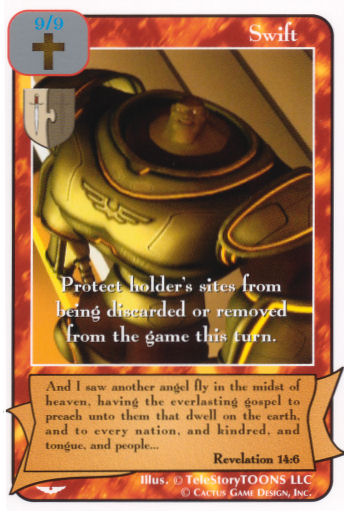 9/9
Swift
Protect holder's sites from
being discarded or removed
from the game this turn.
And I saw another angel fly in the midst of
heaven, having the everlasting gospel to
preach unto them that dwell on the earth,
and to every nation, and kindred, and
tongue, and people...
Revelation 14:6
Illus. © TeleStoryTOONS LLC
© Cactus Game Design, Inc.